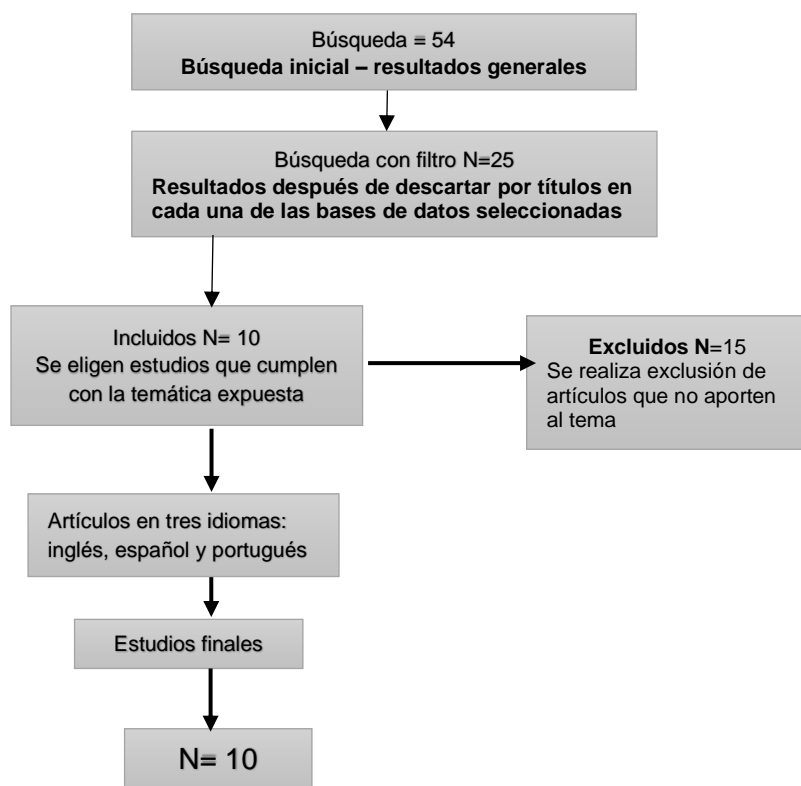 Búsqueda = 54
Búsqueda inicial – resultados generales
Búsqueda con filtro N=25
Resultados después de descartar por títulos en
cada una de las bases de datos seleccionadas
Incluidos N= 10
Se eligen estudios que cumplen
con la temática expuesta
Excluidos N=15
Se realiza exclusión de
artículos que no aporten
al tema
Artículos en tres idiomas:
inglés, español y portugués
Estudios finales
N= 10